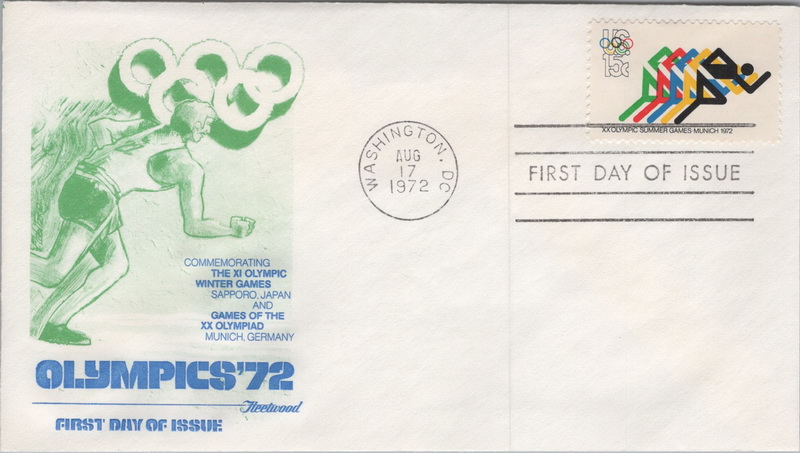 COMMEMORATING
THE XI OLYMPIC
WINTER GAMES
SAPPORO, JAPAN
AND
GAMES OF THE
XX OLYMPIAD
MUNICH, GERMANY
OLYMPICS'72
Fleetwood
FIRST DAY OF ISSUE
WASHINGTON, DC
AUG
17
1972
US
15c
XX OLYMPIC SUMMER GAMES·MUNICH 1972
FIRST DAY OF ISSUE